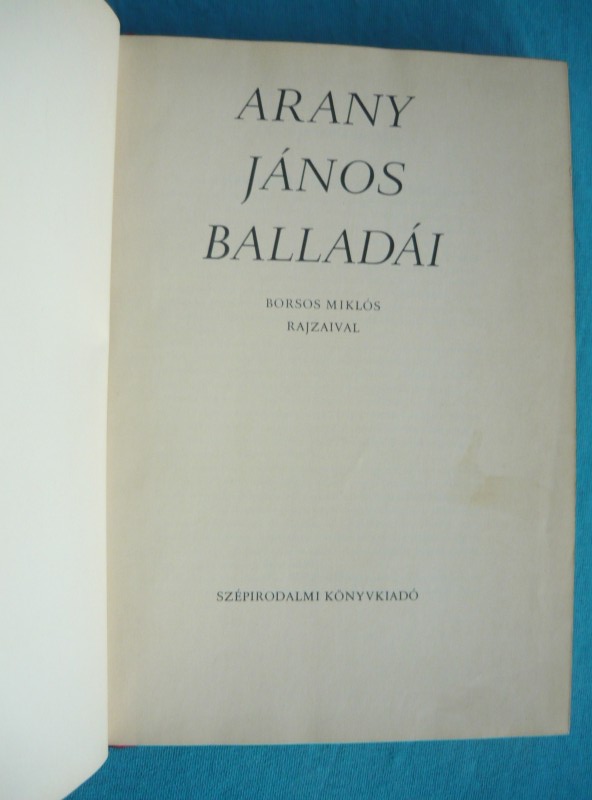 ARANY
JÁNOS
BALLADÁI
BORSOS MIKLÓS
RAJZAIVAL
SZÉPIRODALMI KÖNYVKIADÓ